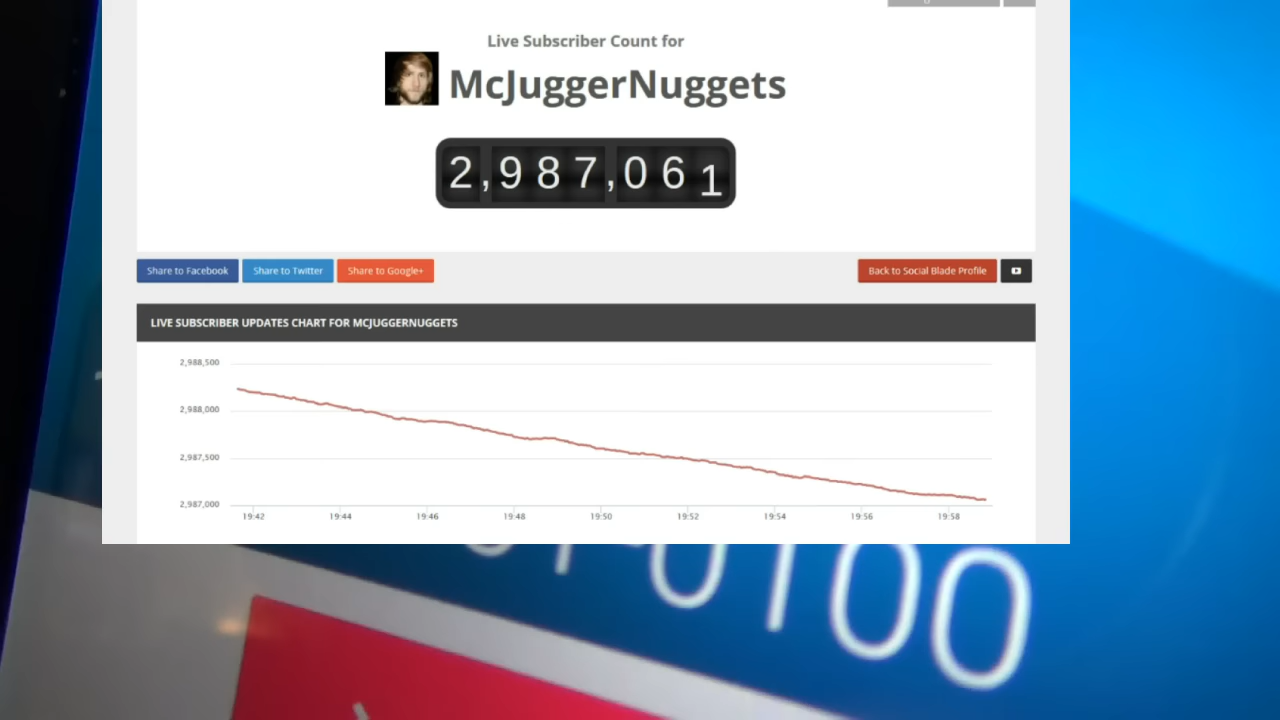 Live Subscriber Count for
McJuggerNuggets
2,987,061
Share to Facebook
Share to Twitter
Share to Google+
Back to Social Blade Profile
LIVE SUBSCRIBER UPDATES CHART FOR MCJUGGERNUGGETS
2,988,500
2,988,000
2,987,500
2,987,000
19:42 19:44 19:46 19:48 19:50 19:52 19:54 19:56 19:58